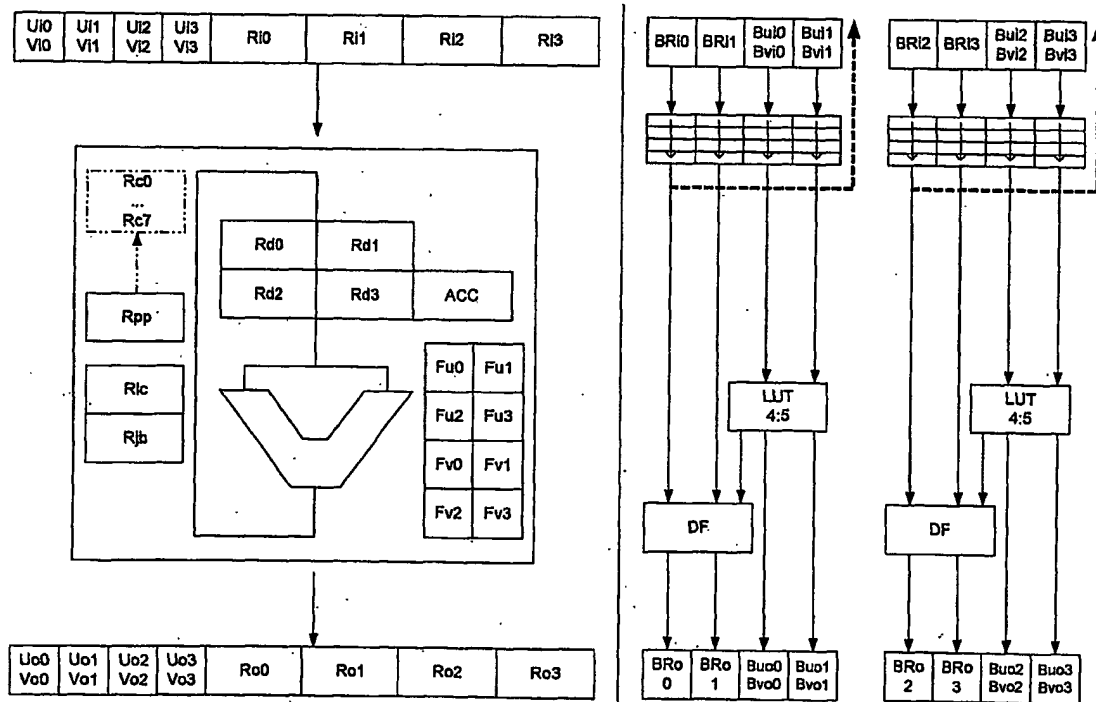 Ui0 Ui1 Ui2 Ui3
Vi0 Vi1 Vi2 Vi3
Ri0 Ri1 Ri2 Ri3
Rc0
...
Rc7
Rpp
Rlc
Rjb
Rd0 Rd1
Rd2 Rd3 ACC
Fu0 Fu1
Fu2 Fu3
Fv0 Fv1
Fv2 Fv3
Uo0 Uo1 Uo2 Uo3
Vo0 Vo1 Vo2 Vo3
Ro0 Ro1 Ro2 Ro3
BRi0 BRi1
Bui0 Bui1
Bvi0 Bvi1
LUT
4:5
DF
BRo BRo
0 1
Buo0 Buo1
Bvo0 Bvo1
BRi2 BRi3
Bui2 Bui3
Bvi2 Bvi3
LUT
4:5
DF
BRo BRo
2 3
Buo2 Buo3
Bvo2 Bvo3